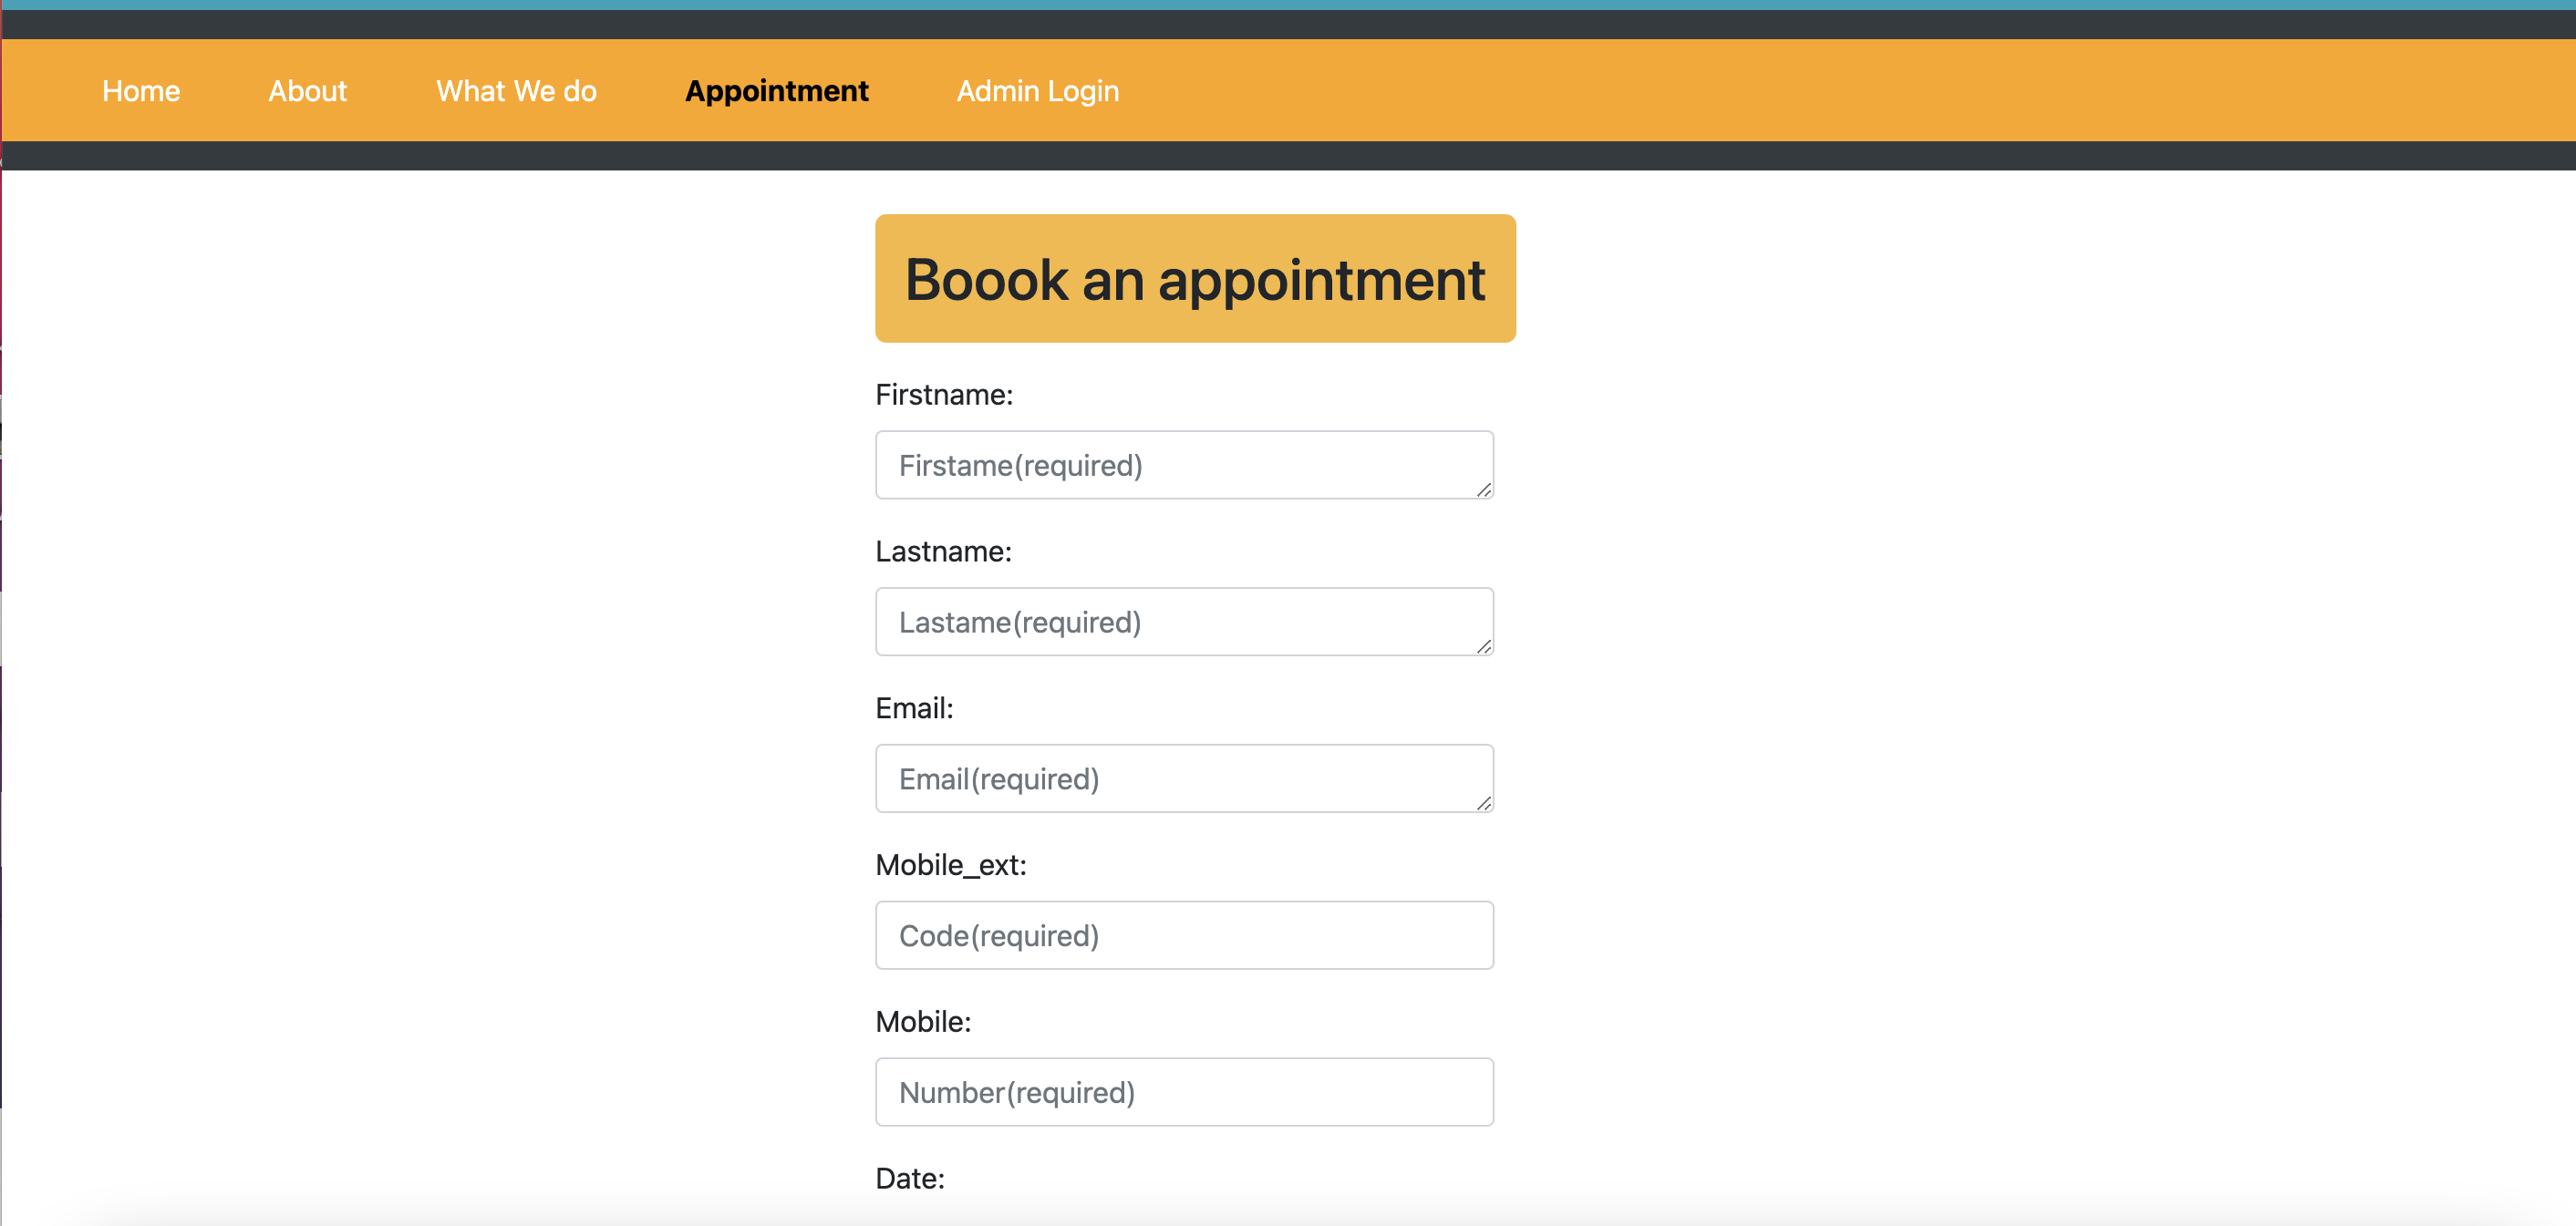 Home About What We do Appointment Admin Login
Boook an appointment
Firstname:
Firstame(required)
Lastname:
Lastame(required)
Email:
Email(required)
Mobile_ext:
Code(required)
Mobile:
Number(required)
Date: